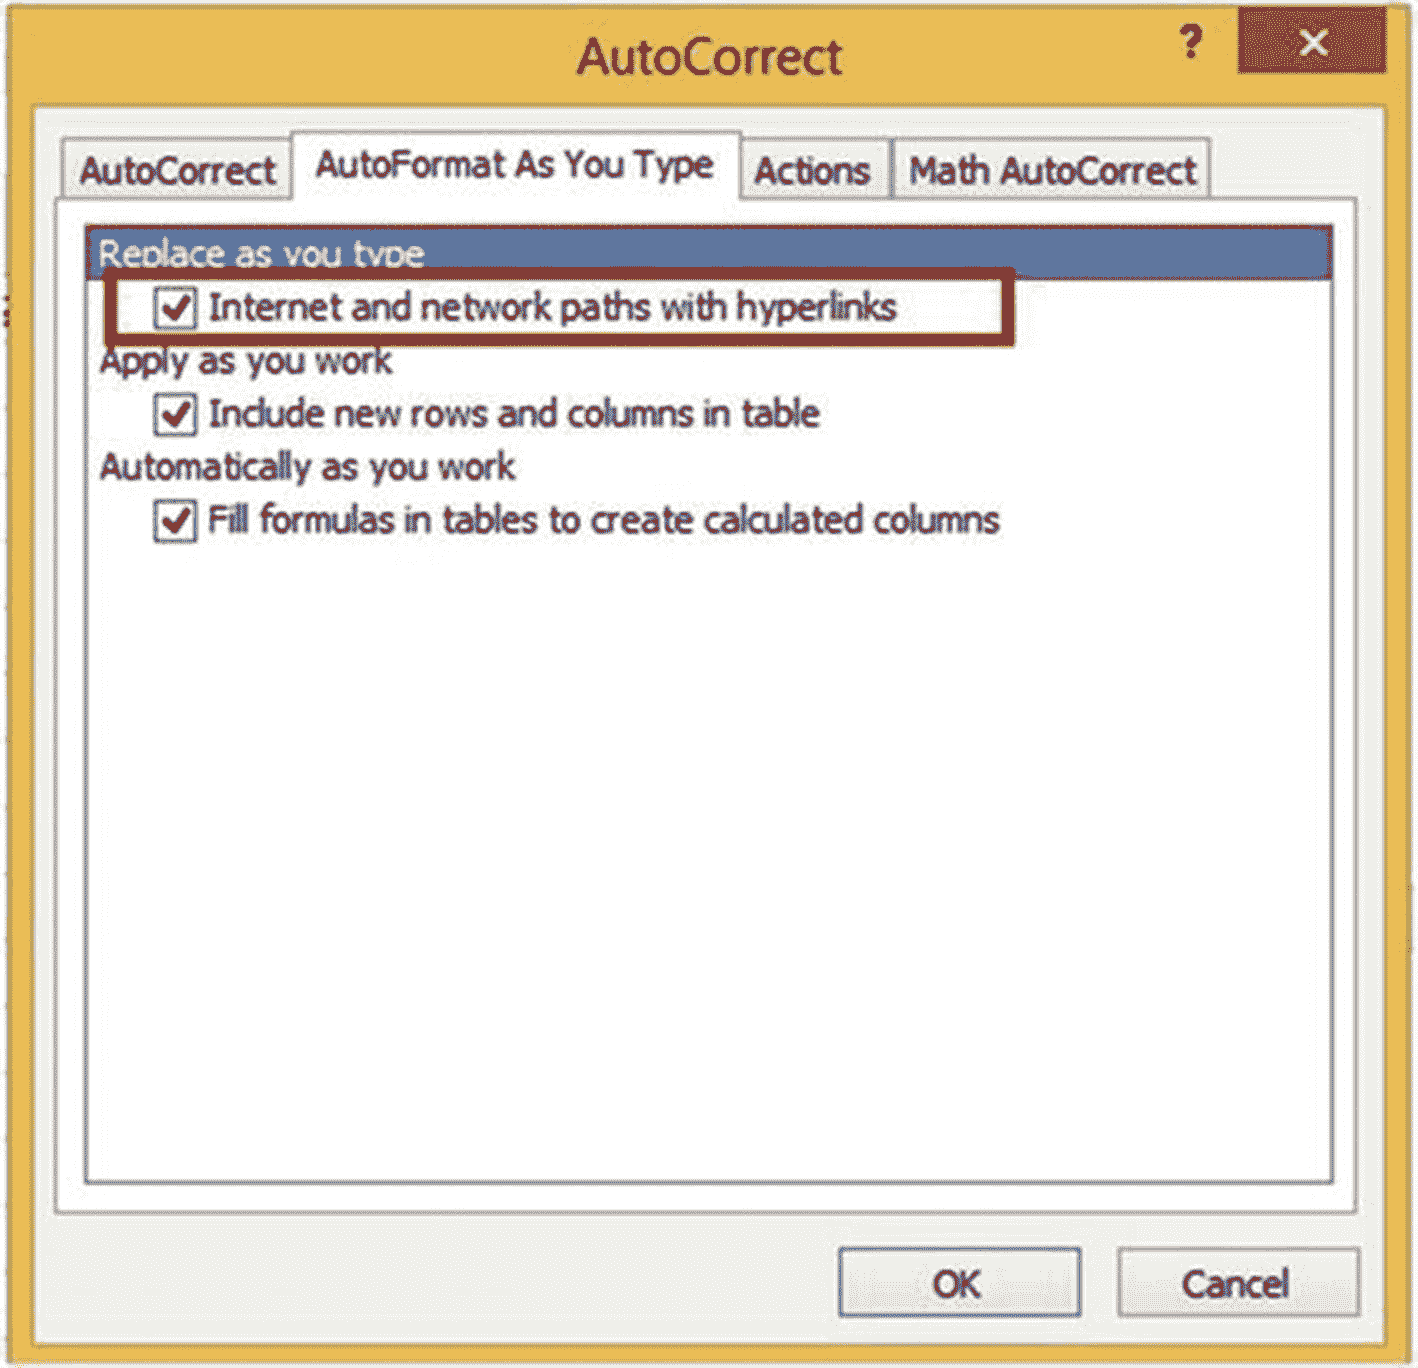 AutoCorrect
?
AutoCorrect
AutoFormat As You Type
Actions
Math AutoCorrect
Replace as you type
Internet and network paths with hyperlinks
Apply as you work
Include new rows and columns in table
Automatically as you work
Fill formulas in tables to create calculated columns
OK
Cancel